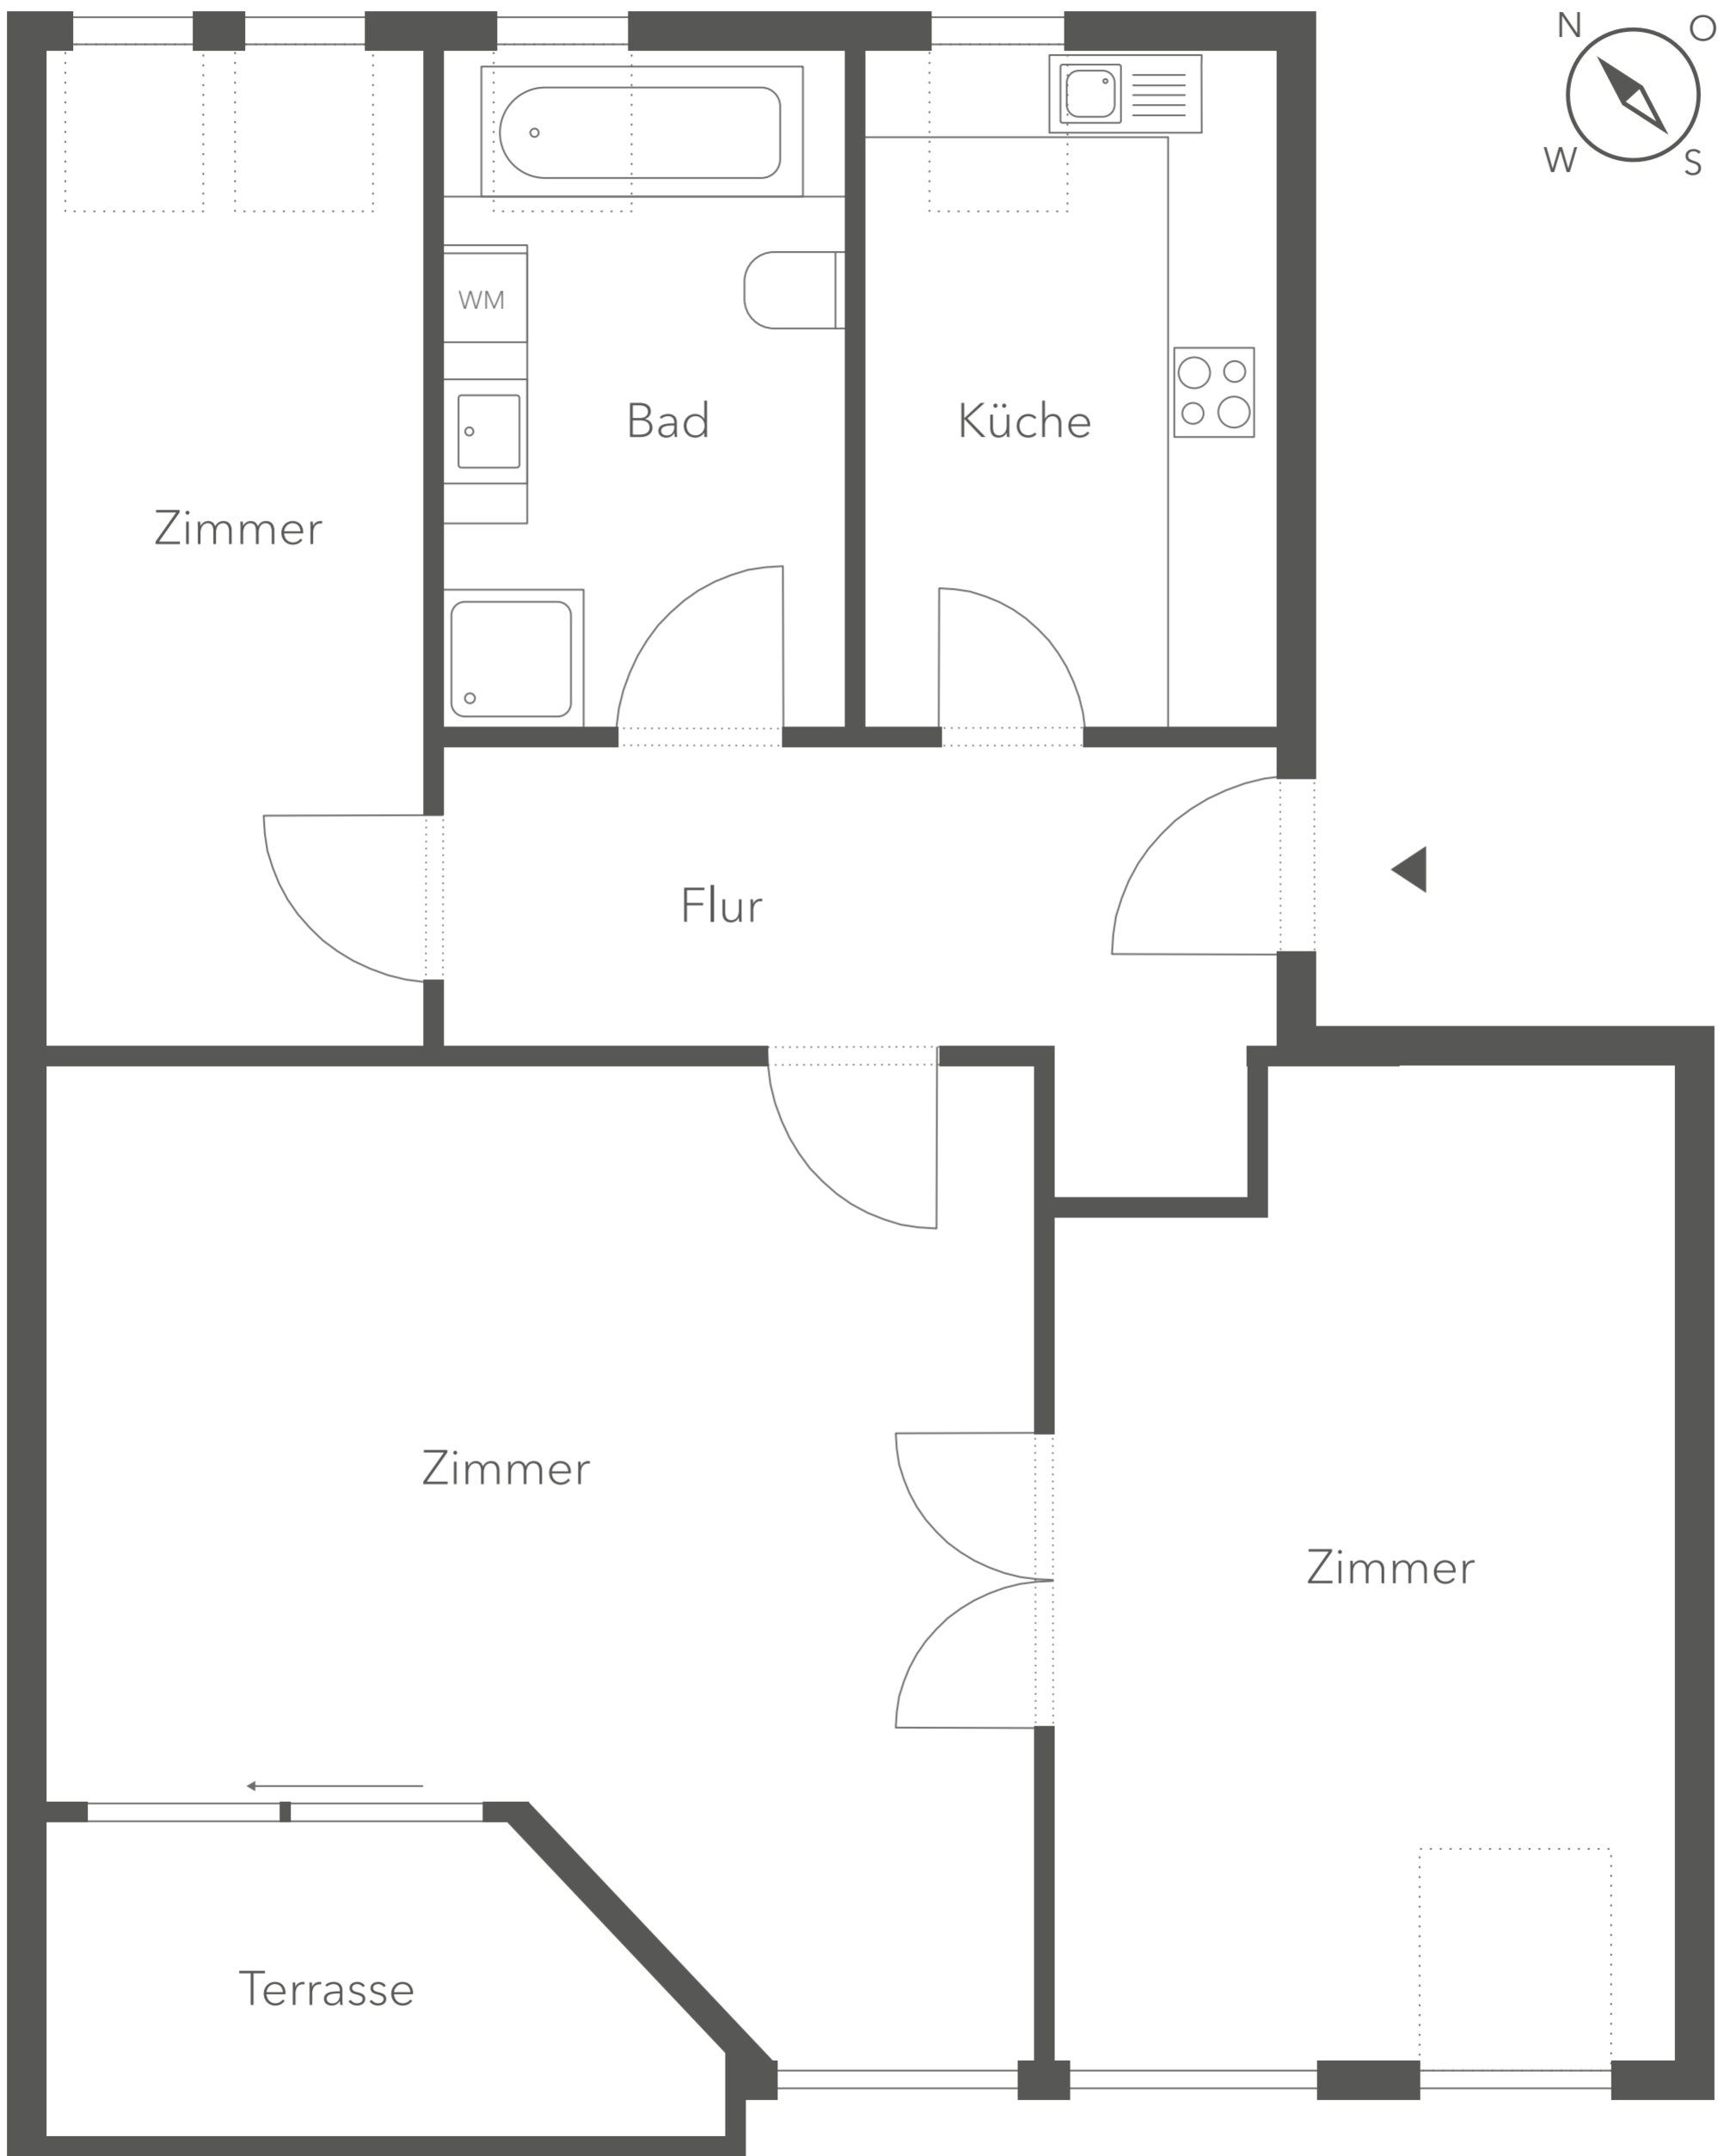 N
O
W
S
WM
Bad
Küche
Zimmer
Flur
Zimmer
Zimmer
Terrasse